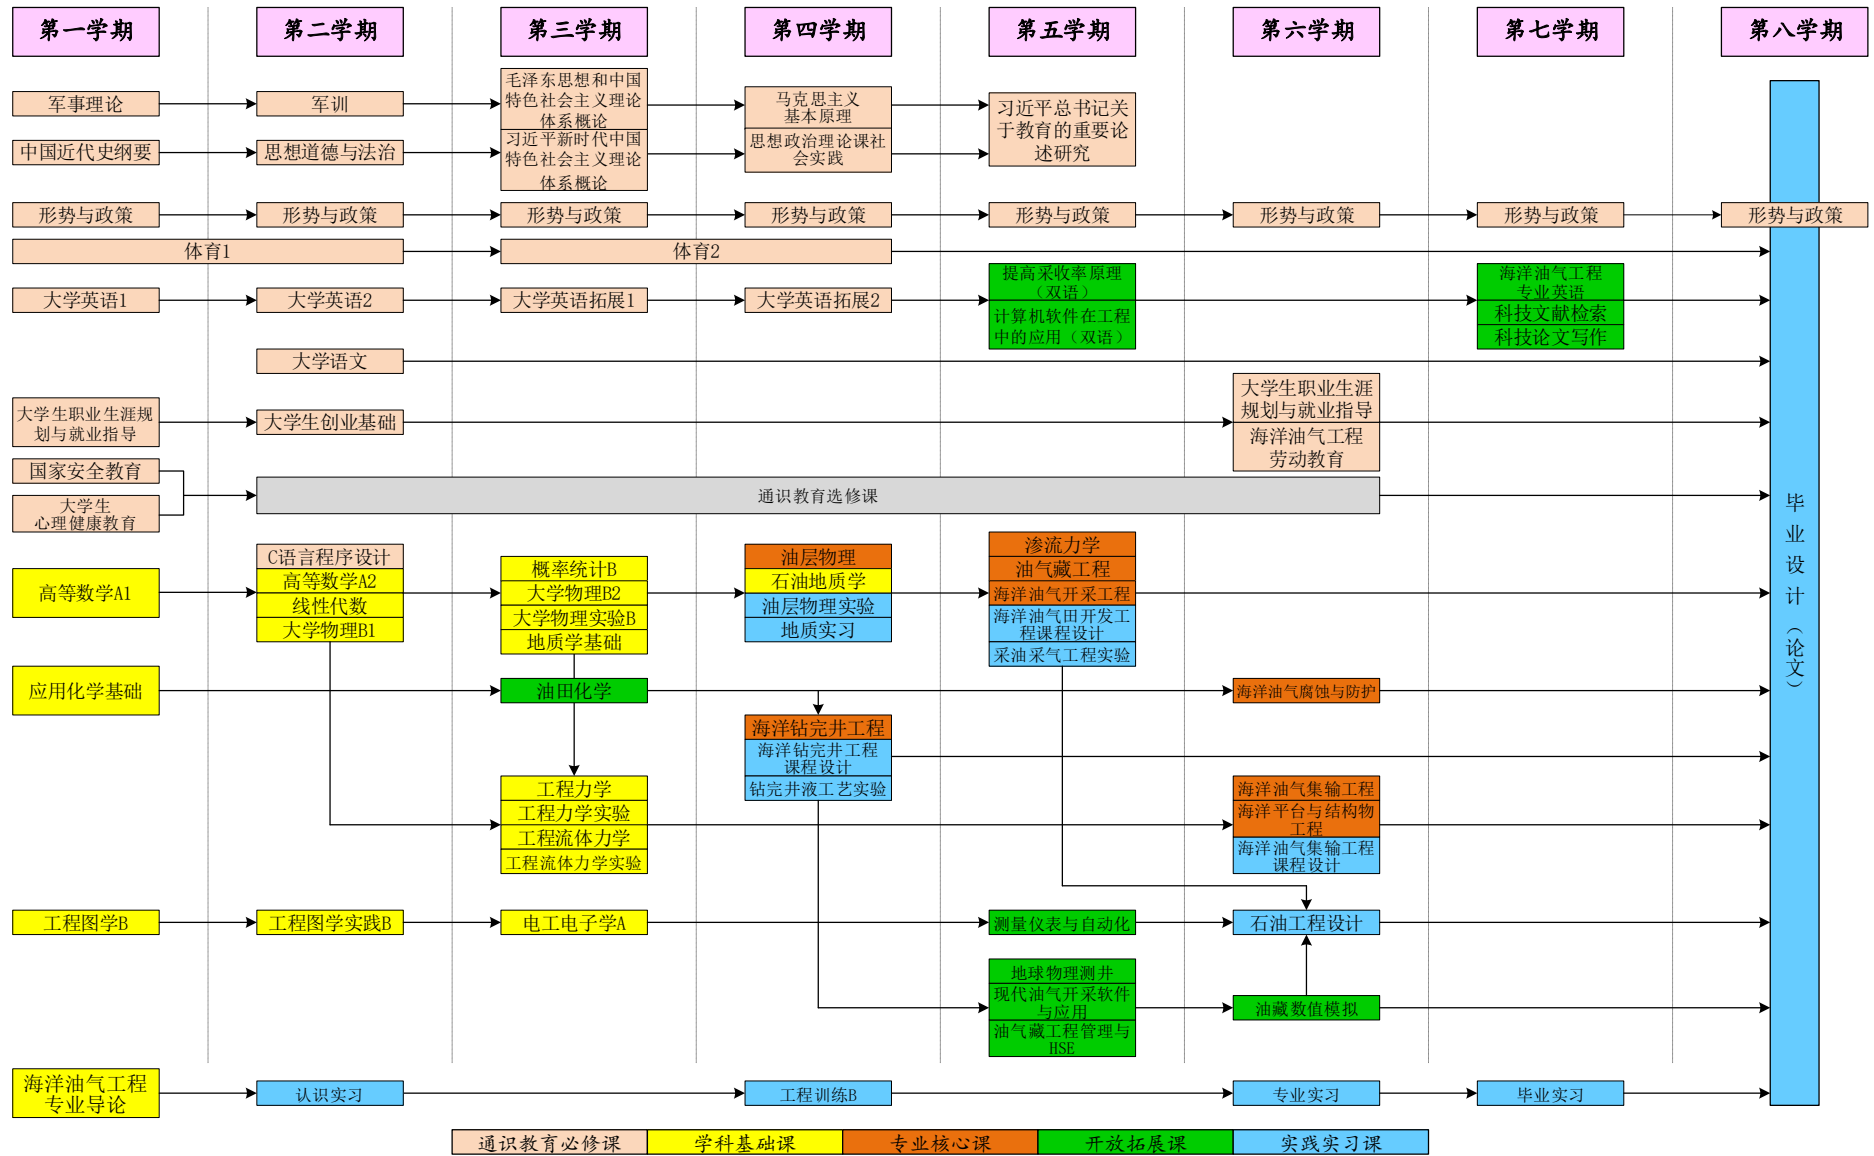 第一学期
第二学期
第三学期
第四学期
第五学期
第六学期
第七学期
第八学期
军事理论
军训
毛泽东思想和中国
特色社会主义理论
体系概论
马克思主义
基本原理
习近平总书记关
于教育的重要论
述研究
中国近代史纲要
思想道德与法治
习近平新时代中国
特色社会主义理论
体系概论
思想政治理论课社
会实践
形势与政策
形势与政策
形势与政策
形势与政策
形势与政策
形势与政策
形势与政策
形势与政策
体育1
体育2
大学英语1
大学英语2
大学英语拓展1
大学英语拓展2
提高采收率原理
（双语）
计算机软件在工程
中的应用（双语）
海洋油气工程
专业英语
科技文献检索
科技论文写作
大学语文
大学生职业生涯规
划与就业指导
大学生创业基础
大学生职业生涯
规划与就业指导
海洋油气工程
劳动教育
国家安全教育
大学生
心理健康教育
通识教育选修课
高等数学A1
C语言程序设计
高等数学A2
线性代数
大学物理B1
概率统计B
大学物理B2
大学物理实验B
地质学基础
油层物理
石油地质学
油层物理实验
地质实习
渗流力学
油气藏工程
海洋油气开采工程
海洋油气田开发工
程课程设计
采油采气工程实验
应用化学基础
油田化学
海洋油气腐蚀与防护
海洋钻完井工程
海洋钻完井工程
课程设计
钻完井液工艺实验
工程力学
工程力学实验
工程流体力学
工程流体力学实验
海洋油气集输工程
海洋平台与结构物
工程
海洋油气集输工程
课程设计
工程图学B
工程图学实践B
电工电子学A
测量仪表与自动化
石油工程设计
地球物理测井
现代油气开采软件
与应用
油气藏工程管理与
HSE
油藏数值模拟
海洋油气工程
专业导论
认识实习
工程训练B
专业实习
毕业实习
毕
业
设
计
（论文）
通识教育必修课
学科基础课
专业核心课
开放拓展课
实践实习课